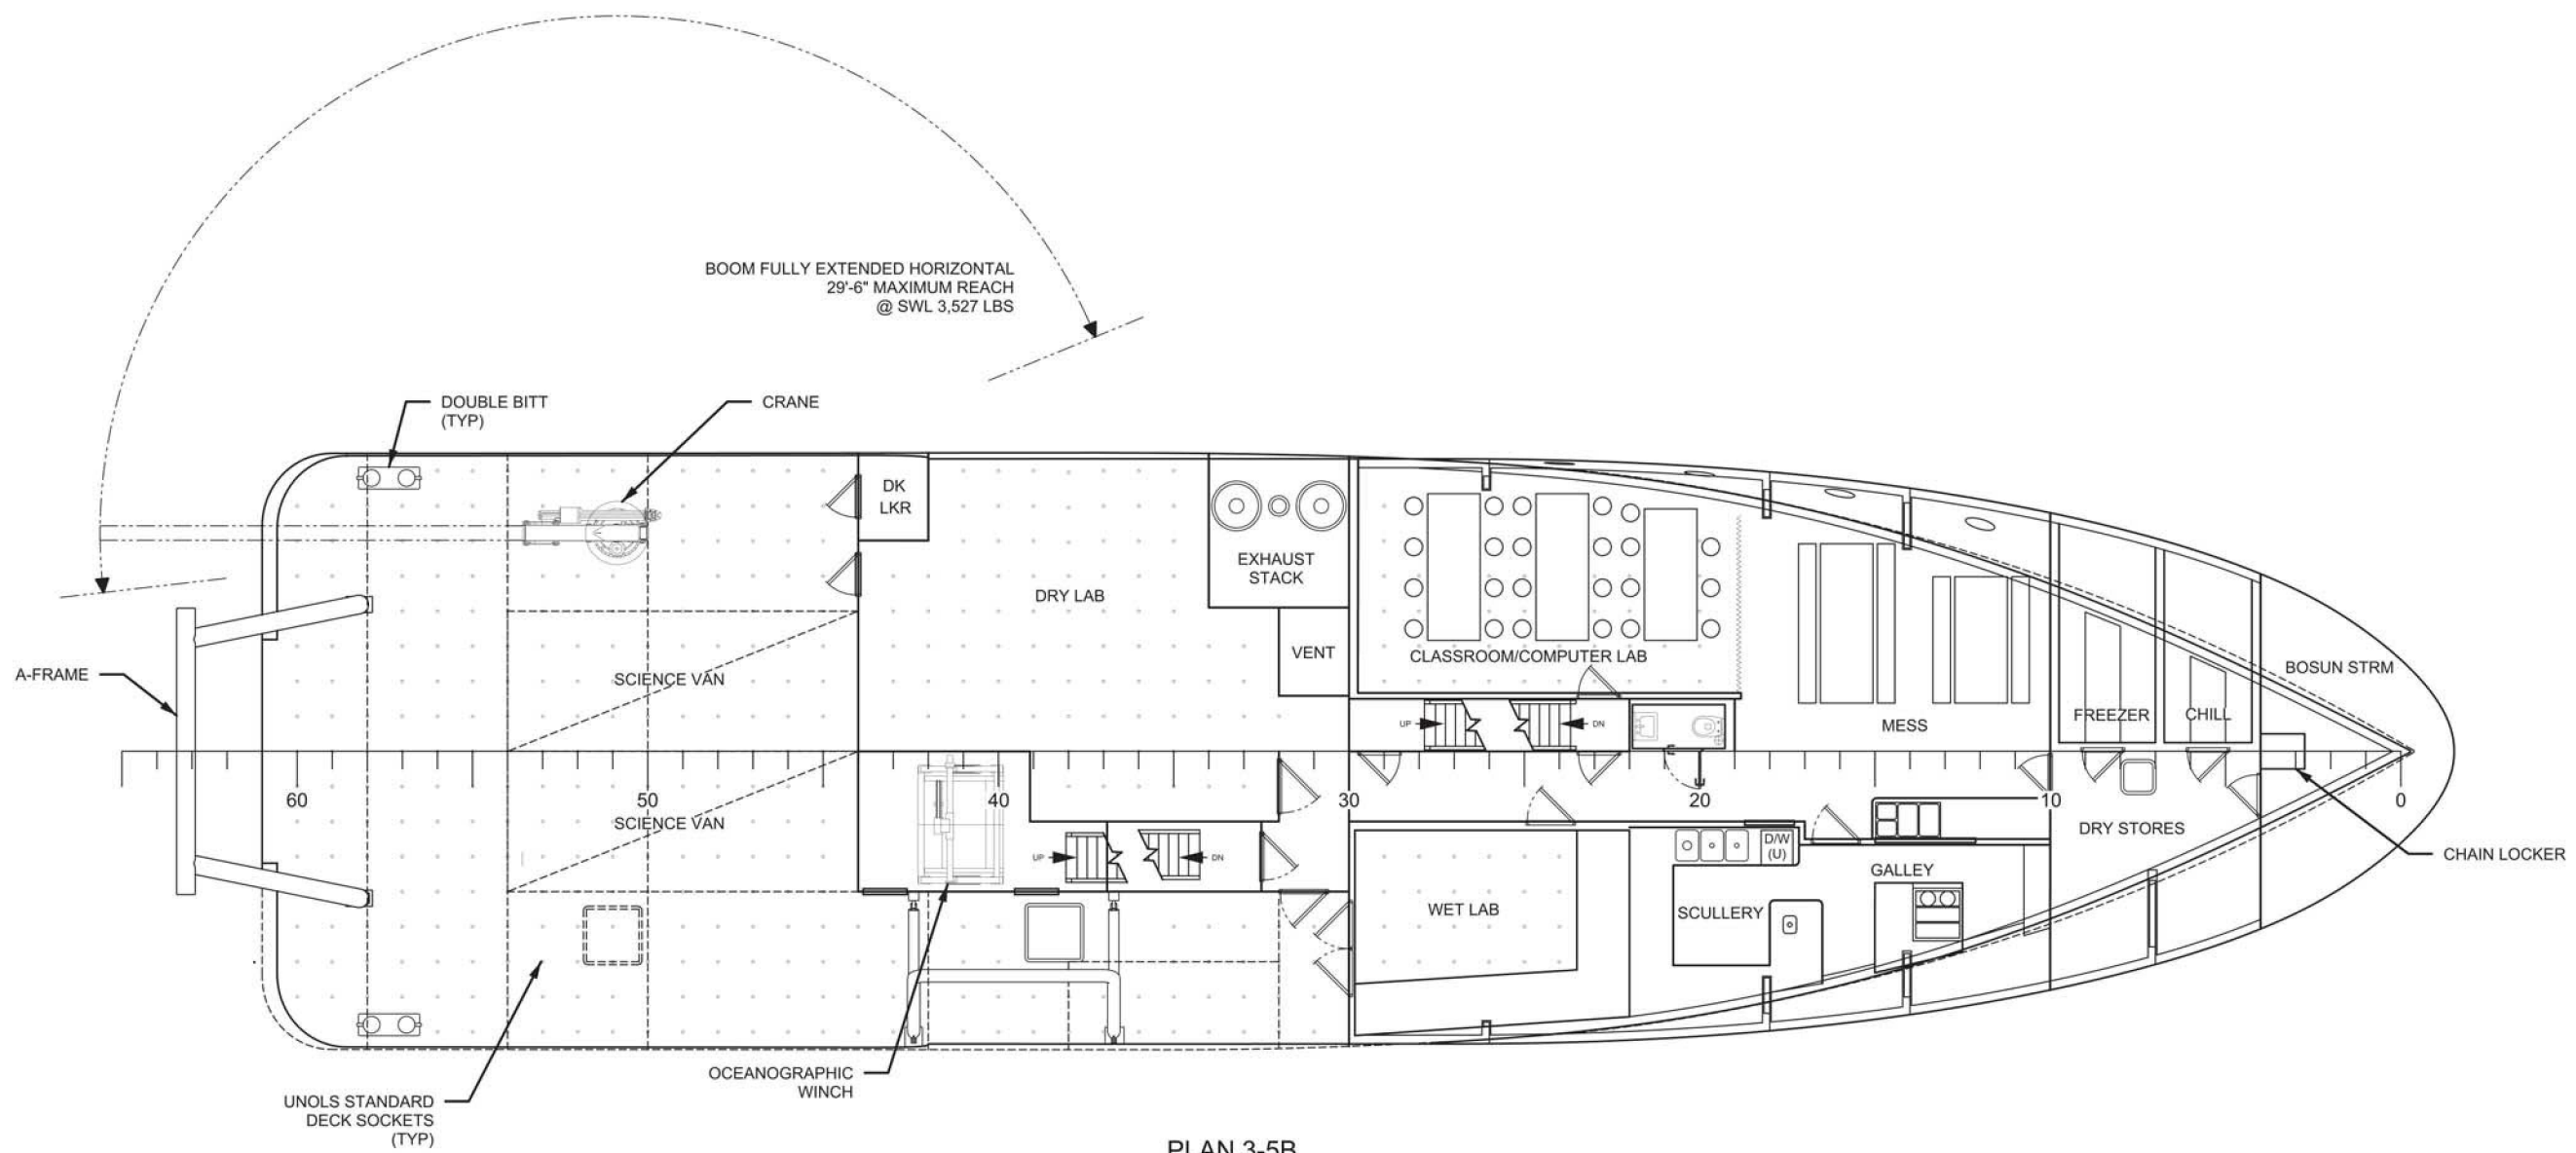 BOOM FULLY EXTENDED HORIZONTAL
29'-6" MAXIMUM REACH
@ SWL 3,527 LBS
DOUBLE BITT
(TYP)
CRANE
DK
LKR
EXHAUST
STACK
DRY LAB
VENT
CLASSROOM/COMPUTER LAB
A-FRAME
SCIENCE VAN
BOSUN STRM
FREEZER
CHILL
MESS
UP
DN
60
50
40
30
20
10
0
SCIENCE VAN
DRY STORES
D/W
(U)
UP
DN
CHAIN LOCKER
GALLEY
WET LAB
SCULLERY
OCEANOGRAPHIC
WINCH
UNOLS STANDARD
DECK SOCKETS
(TYP)
PLAN 3-5B